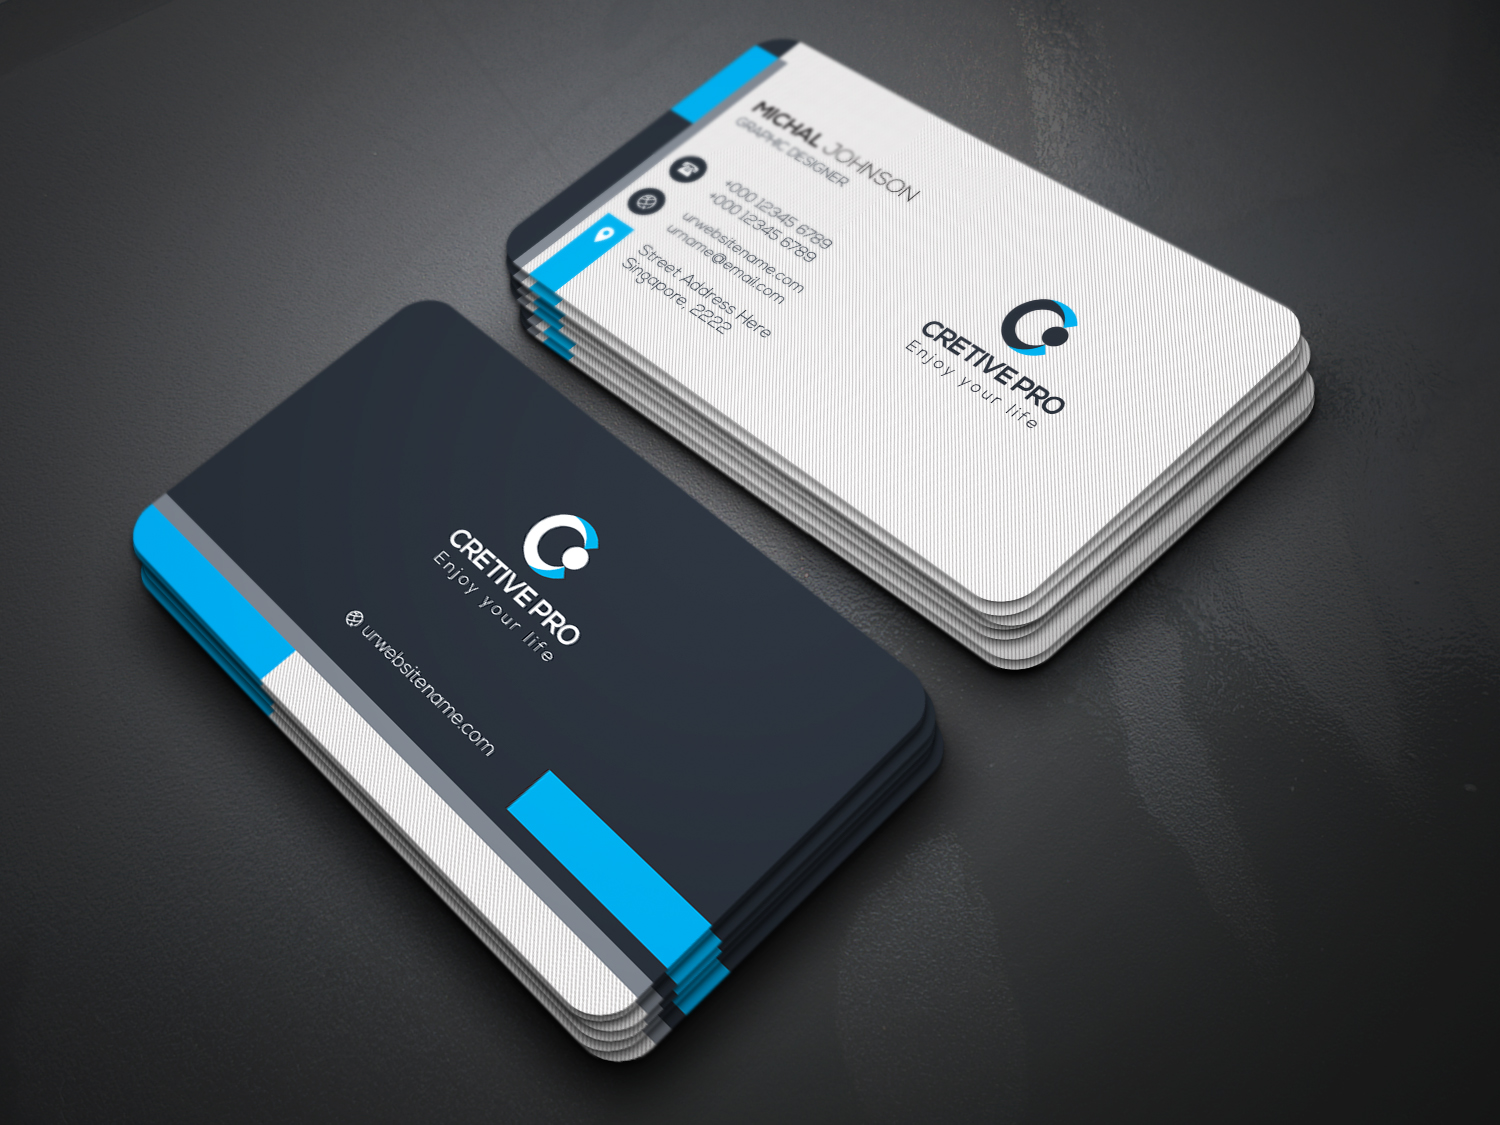 MICHAL JOHNSON
GRAPHIC DESIGNER
+000 12345 6789
+000 12345 6789
urwebsitename.com
urname@email.com
Street Address Here
Singapore, 2222
CRETIVE PRO
Enjoy your life
CRETIVE PRO
Enjoy your life
urwebsitename.com